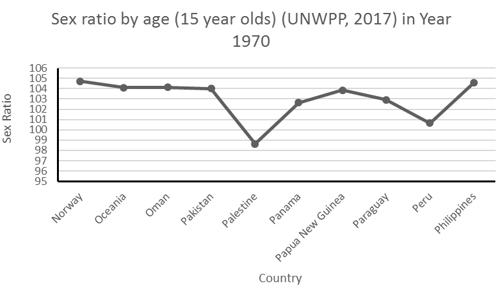 Sex ratio by age (15 year olds) (UNWPP, 2017) in Year
1970
106
105
104
103
102
101
100
99
98
97
96
95
Sex Ratio
Norway
Oceania
Oman
Pakistan
Palestine
Panama
Papua New Guinea
Paraguay
Peru
Philippines
Country